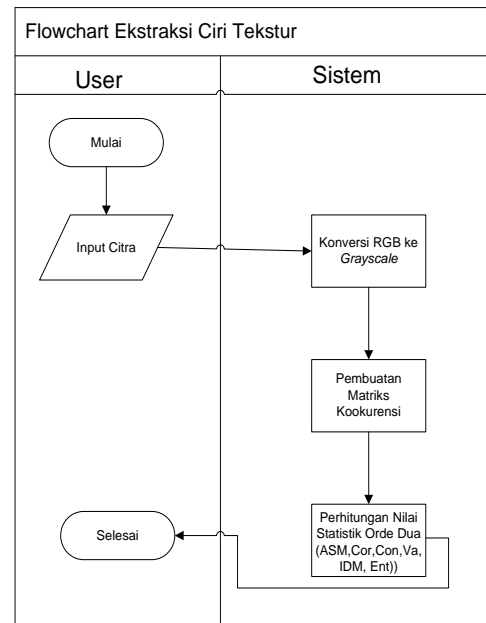 Flowchart Ekstraksi Ciri Tekstur
User
Sistem
Mulai
Input Citra
Konversi RGB ke
Grayscale
Pembuatan
Matriks
Kookurensi
Perhitungan Nilai
Statistik Orde Dua
(ASM,Cor,Con,Va,
IDM, Ent))
Selesai